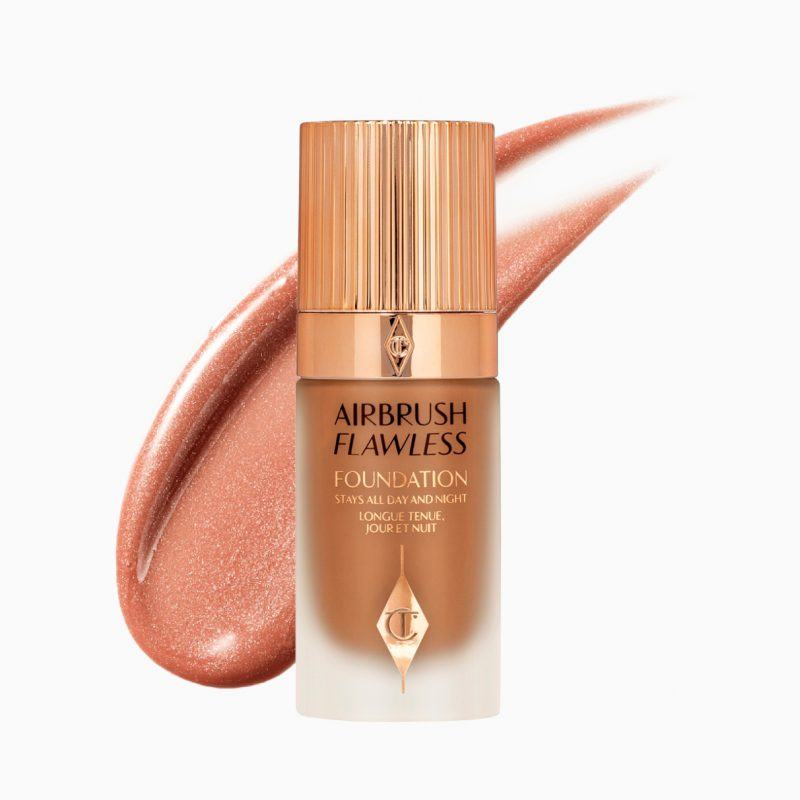 AIRBRUSH
FLAWLESS
FOUNDATION
STAYS ALL DAY AND NIGHT
LONGUE TENUE,
JOUR ET NUIT